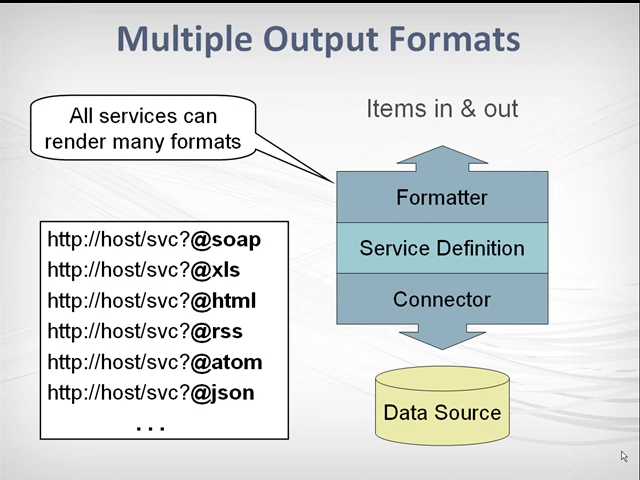 Multiple Output Formats
All services can
render many formats
Items in & out
Formatter
Service Definition
Connector
Data Source
http://host/svc?@soap
http://host/svc?@xls
http://host/svc?@html
http://host/svc?@rss
http://host/svc?@atom
http://host/svc?@json
...